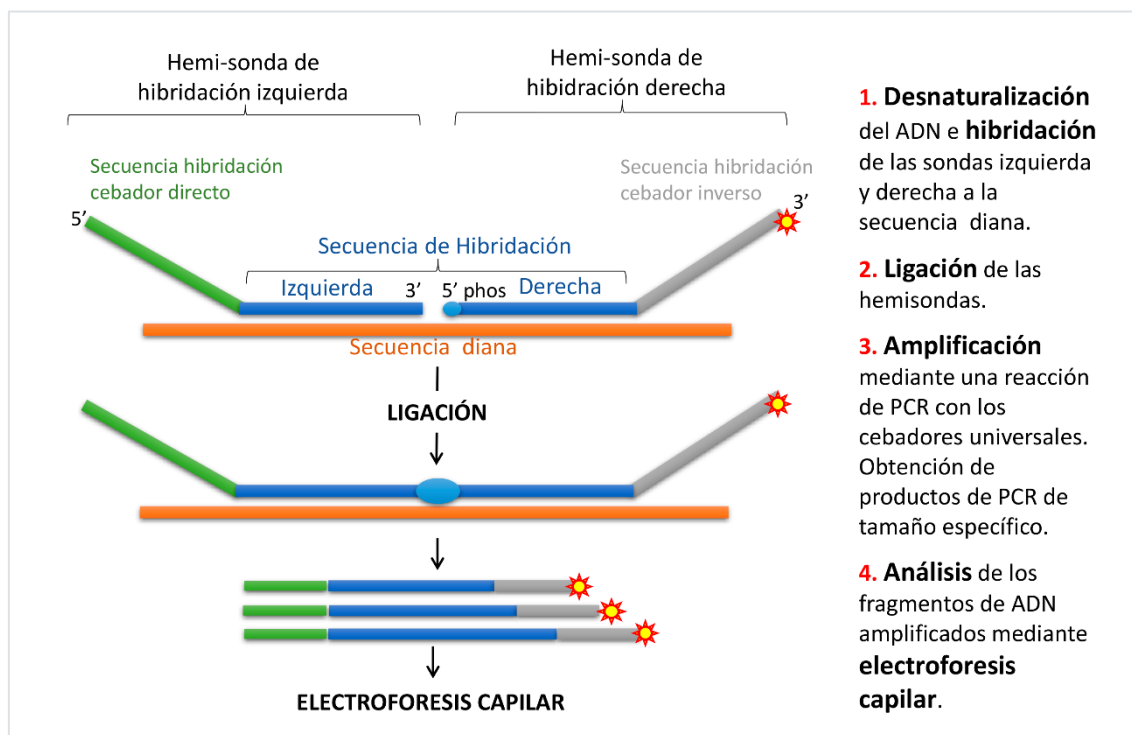 Hemi-sonda de
hibridación izquierda
Hemi-sonda de
hibidración derecha
Secuencia hibridación
cebador directo
Secuencia hibridación
cebador inverso
5’
3’
Secuencia de Hibridación
Izquierda
3’
5’ phos
Derecha
Secuencia diana
LIGACIÓN
ELECTROFORESIS CAPILAR
1. Desnaturalización
del ADN e hibridación
de las sondas izquierda
y derecha a la
secuencia diana.
2. Ligación de las
hemisondas.
3. Amplificación
mediante una reacción
de PCR con los
cebadores universales.
Obtención de
productos de PCR de
tamaño específico.
4. Análisis de los
fragmentos de ADN
amplificados mediante
electroforesis
capilar.